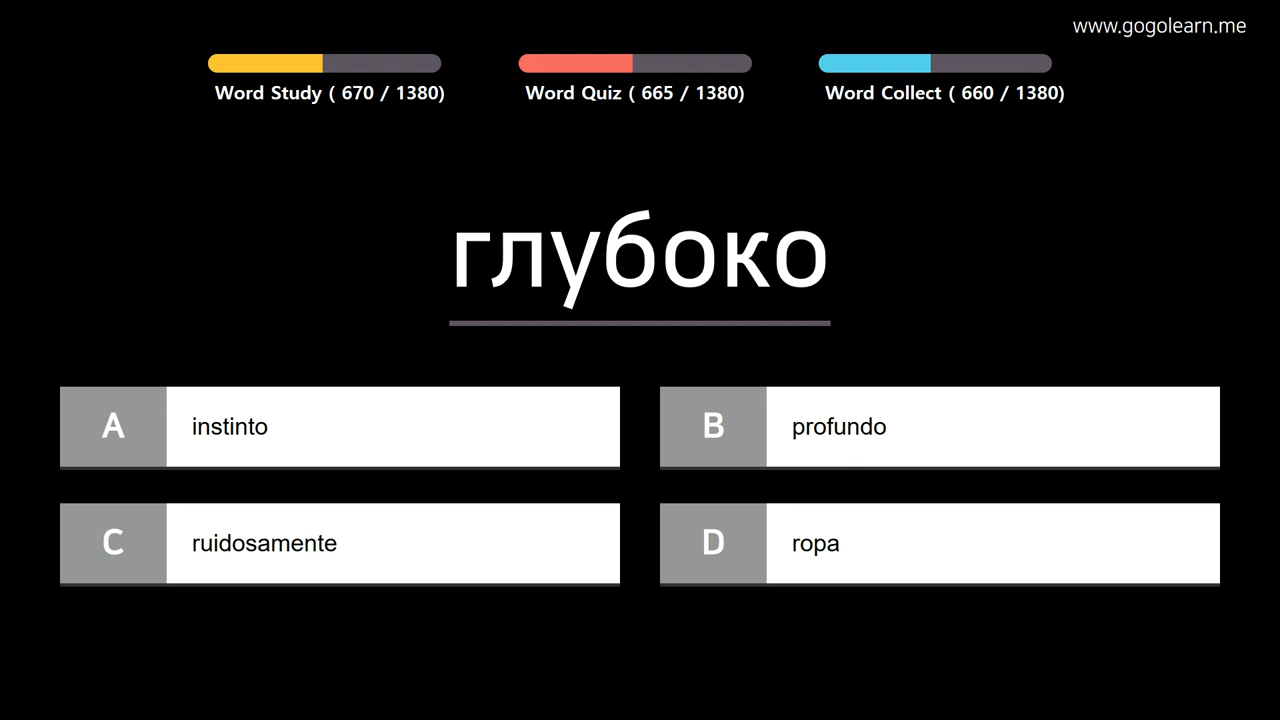 www.gogolearn.me
Word Study ( 670 / 1380)
Word Quiz ( 665 / 1380)
Word Collect ( 660 / 1380)
глубоко
A instinto
B profundo
C ruidosamente
D ropa